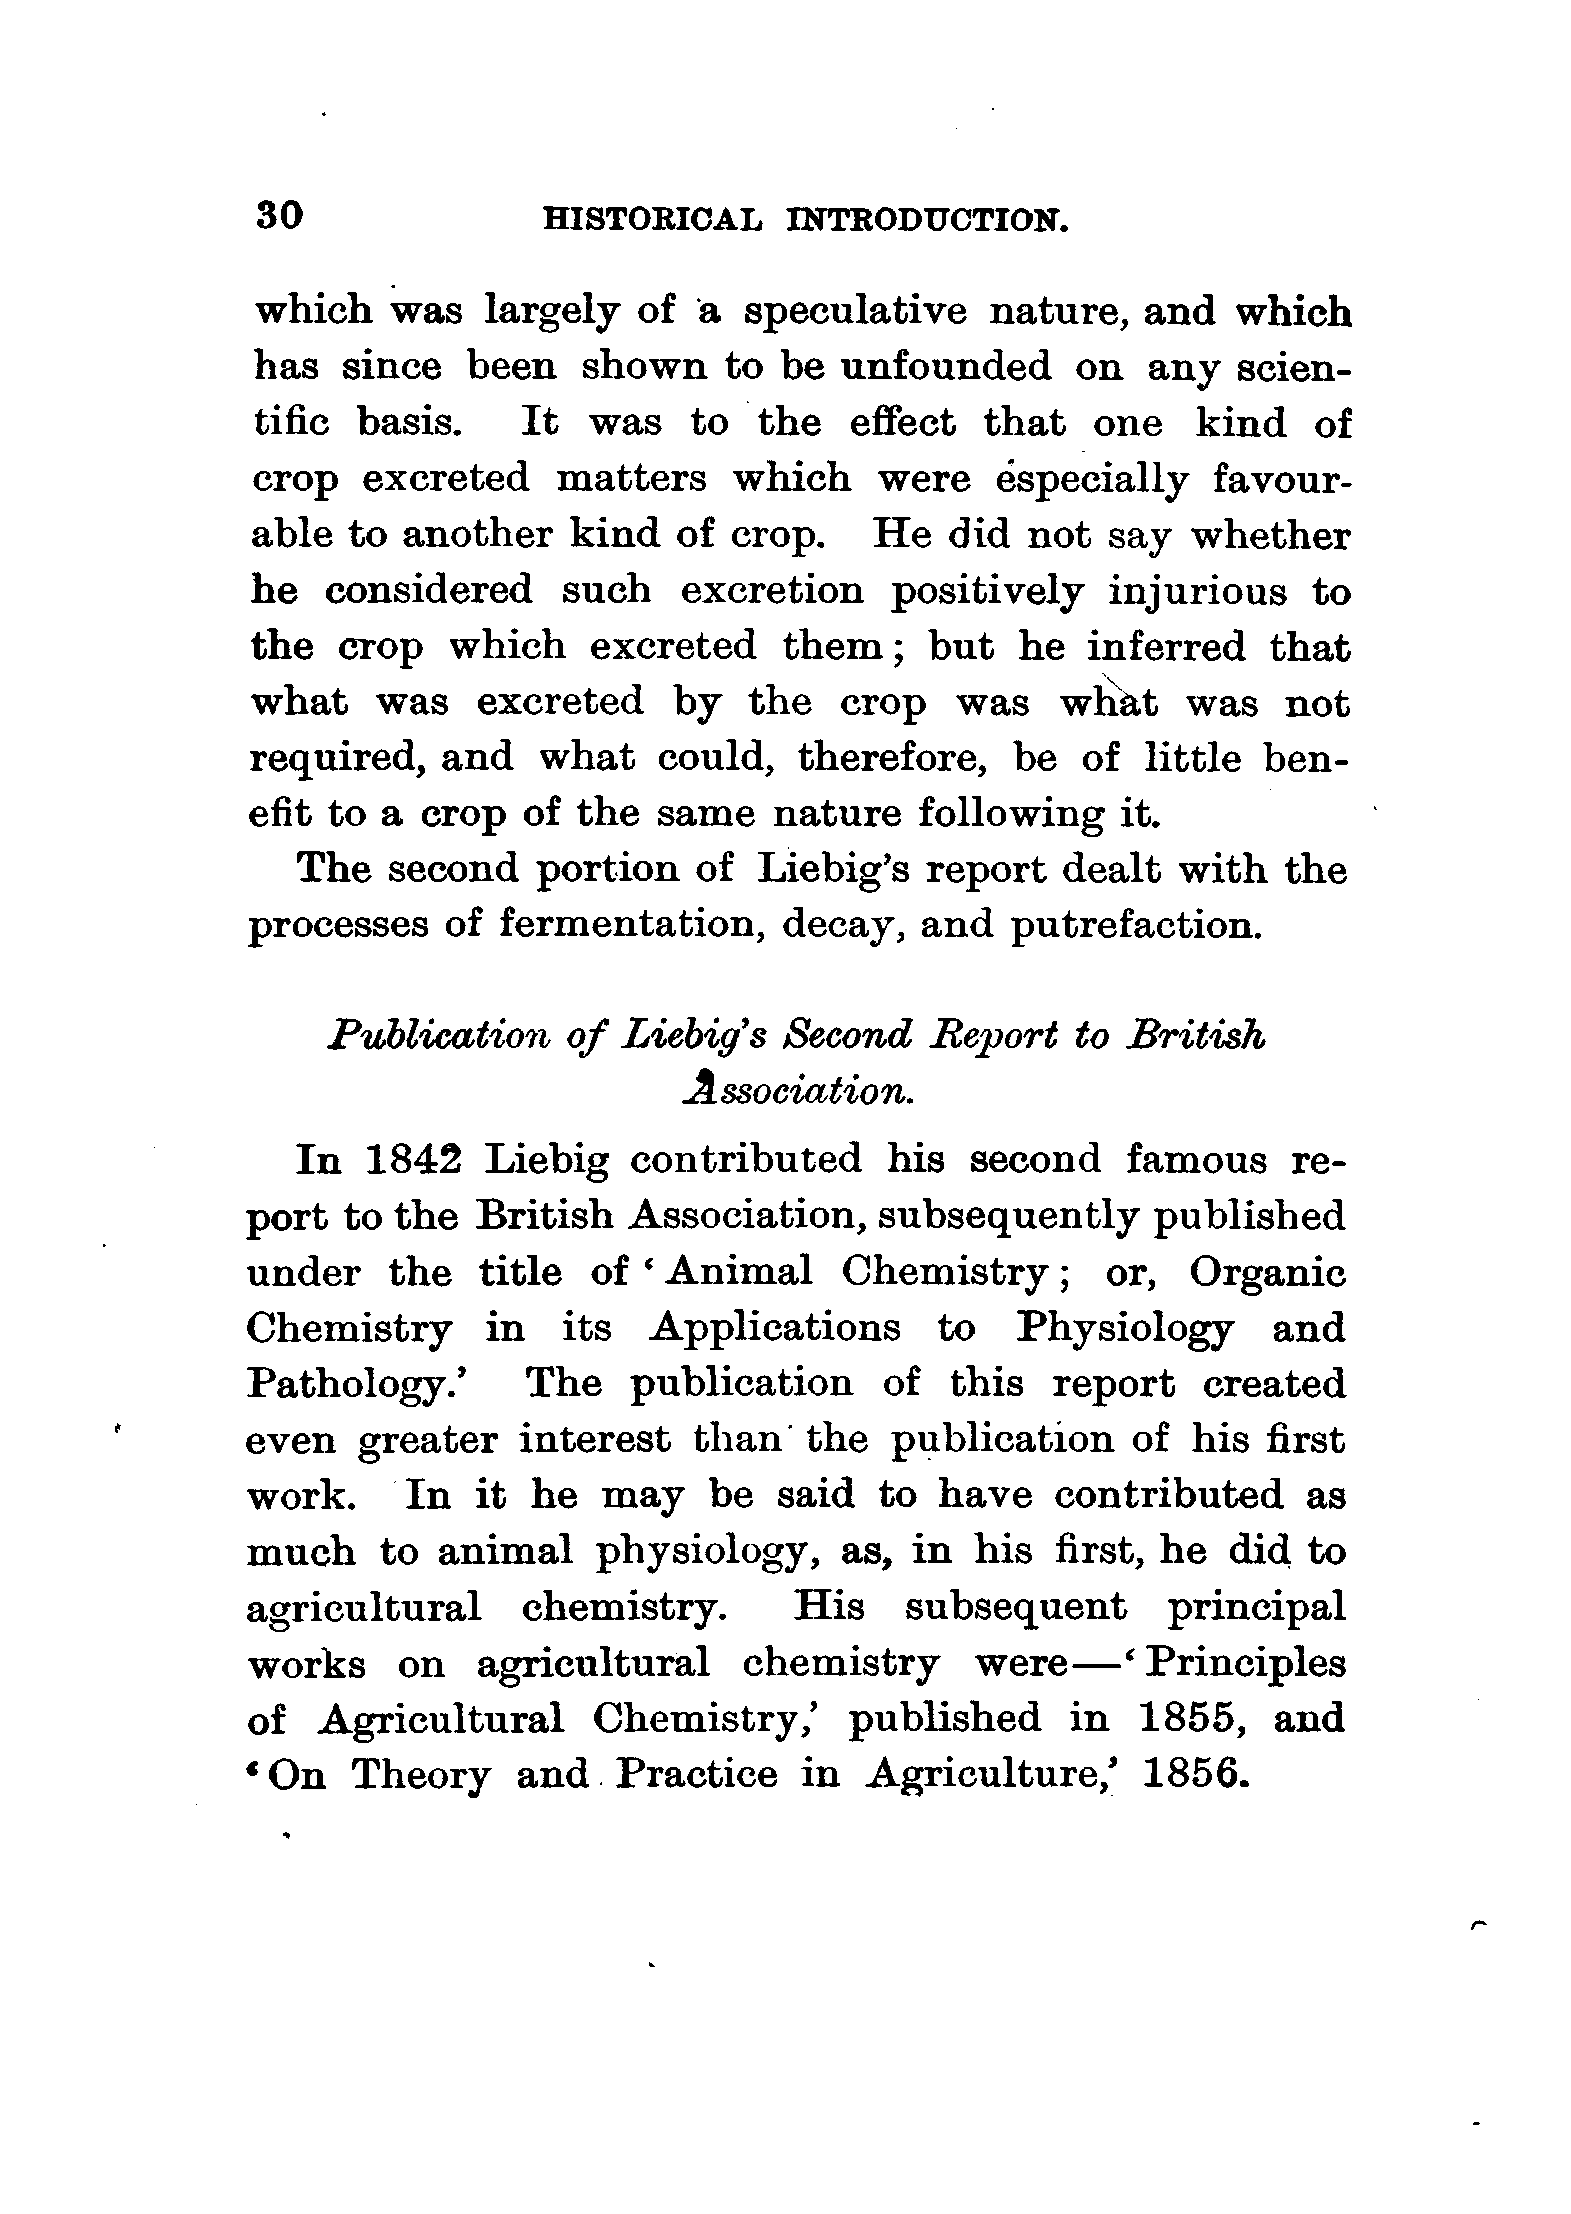 30 HISTORICAL INTRODUCTION.
which was largely of a speculative nature, and which
has since been shown to be unfounded on any scien-
tific basis. It was to the effect that one kind of
crop excreted matters which were especially favour-
able to another kind of crop. He did not say whether
he considered such excretion positively injurious to
the crop which excreted them; but he inferred that
what was excreted by the crop was what was not
required, and what could, therefore, be of little ben-
efit to a crop of the same nature following it.
The second portion of Liebig's report dealt with the
processes of fermentation, decay, and putrefaction.
Publication of Liebig's Second Report to British
Association.
In 1842 Liebig contributed his second famous re-
port to the British Association, subsequently published
under the title of ‘Animal Chemistry; or, Organic
Chemistry in its Applications to Physiology and
Pathology.’ The publication of this report created
even greater interest than the publication of his first
work. In it he may be said to have contributed as
much to animal physiology, as, in his first, he did to
agricultural chemistry. His subsequent principal
works on agricultural chemistry were—‘Principles
of Agricultural Chemistry,’ published in 1855, and
‘On Theory and Practice in Agriculture,’ 1856.